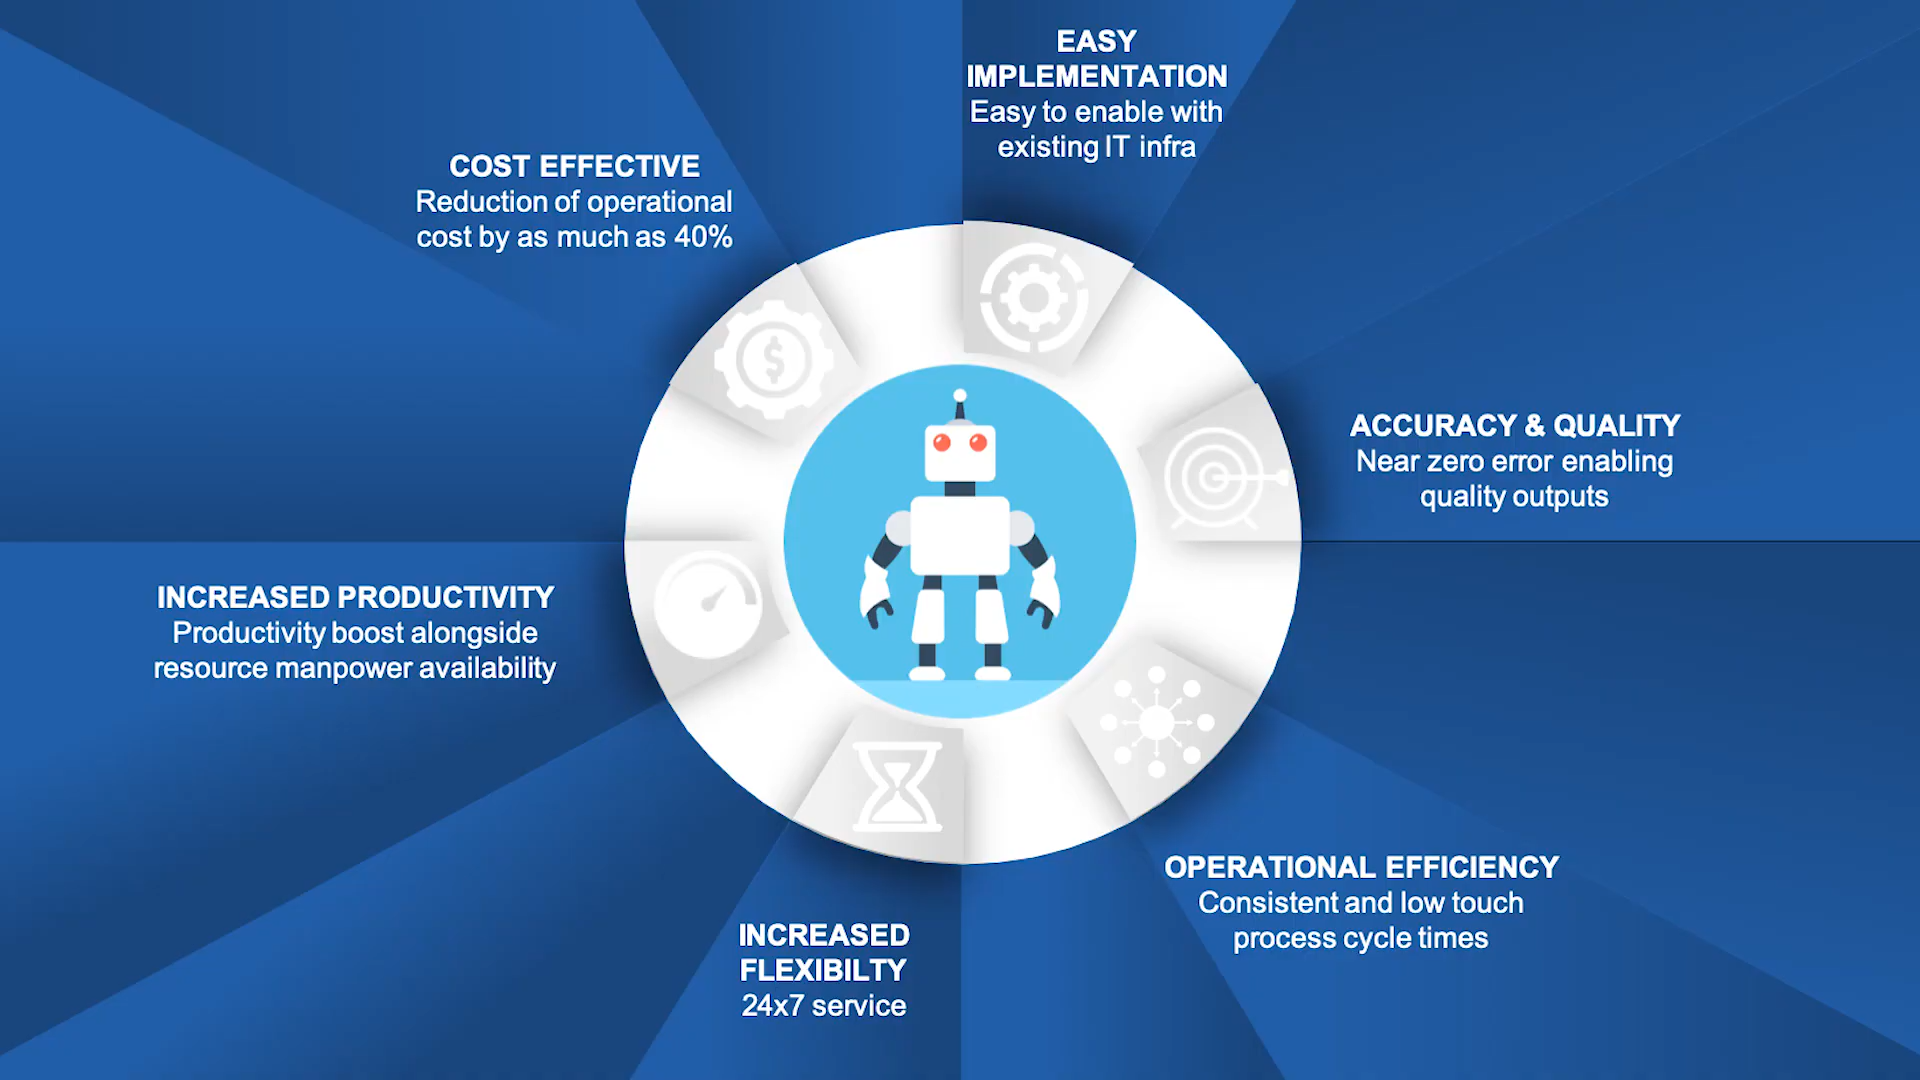 EASY
IMPLEMENTATION
Easy to enable with
existing IT infra
COST EFFECTIVE
Reduction of operational
cost by as much as 40%
ACCURACY & QUALITY
Near zero error enabling
quality outputs
INCREASED PRODUCTIVITY
Productivity boost alongside
resource manpower availability
OPERATIONAL EFFICIENCY
Consistent and low touch
process cycle times
INCREASED
FLEXIBILTY
24x7 service
$